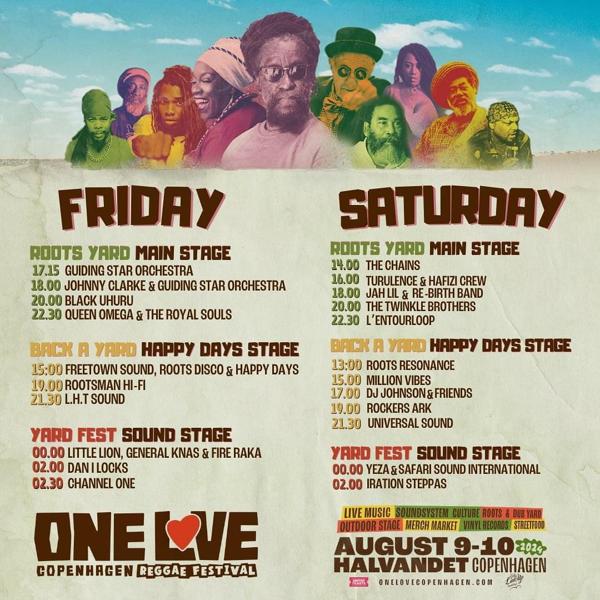 FRIDAY
ROOTS YARD MAIN STAGE
17.15 GUIDING STAR ORCHESTRA
18.00 JOHNNY CLARKE & GUIDING STAR ORCHESTRA
20.00 BLACK UHURU
22.30 QUEEN OMEGA & THE ROYAL SOULS
BACK A YARD HAPPY DAYS STAGE
15:00 FREETOWN SOUND, ROOTS DISCO & HAPPY DAYS
19.00 ROOTSMAN HI-FI
21.30 L.H.T SOUND
YARD FEST SOUND STAGE
00.00 LITTLE LION, GENERAL KNAS & FIRE RAKA
02.00 DAN I LOCKS
02.30 CHANNEL ONE
ONE LOVE
COPENHAGEN REGGAE FESTIVAL
SATURDAY
ROOTS YARD MAIN STAGE
14.00 THE CHAINS
16.00 TURULENCE & HAFIZI CREW
18.00 JAH LIL & RE-BIRTH BAND
20.00 THE TWINKLE BROTHERS
22.30 L'ENTOURLOOP
BACK A YARD HAPPY DAYS STAGE
13:00 ROOTS RESONANCE
15.00 MILLION VIBES
17.00 DJ JOHNSON & FRIENDS
19.00 ROCKERS ARK
21.30 UNIVERSAL SOUND
YARD FEST SOUND STAGE
00.00 YEZA & SAFARI SOUND INTERNATIONAL
02.00 IRATION STEPPAS
LIVE MUSIC SOUNDSYSTEM CULTURE ROOTS & DUB YARD
OUTDOOR STAGE MERCH MARKET VINYL RECORDS STREETFOOD
AUGUST 9-10 2024
HALVANDET COPENHAGEN
ONELOVECOPENHAGEN.COM